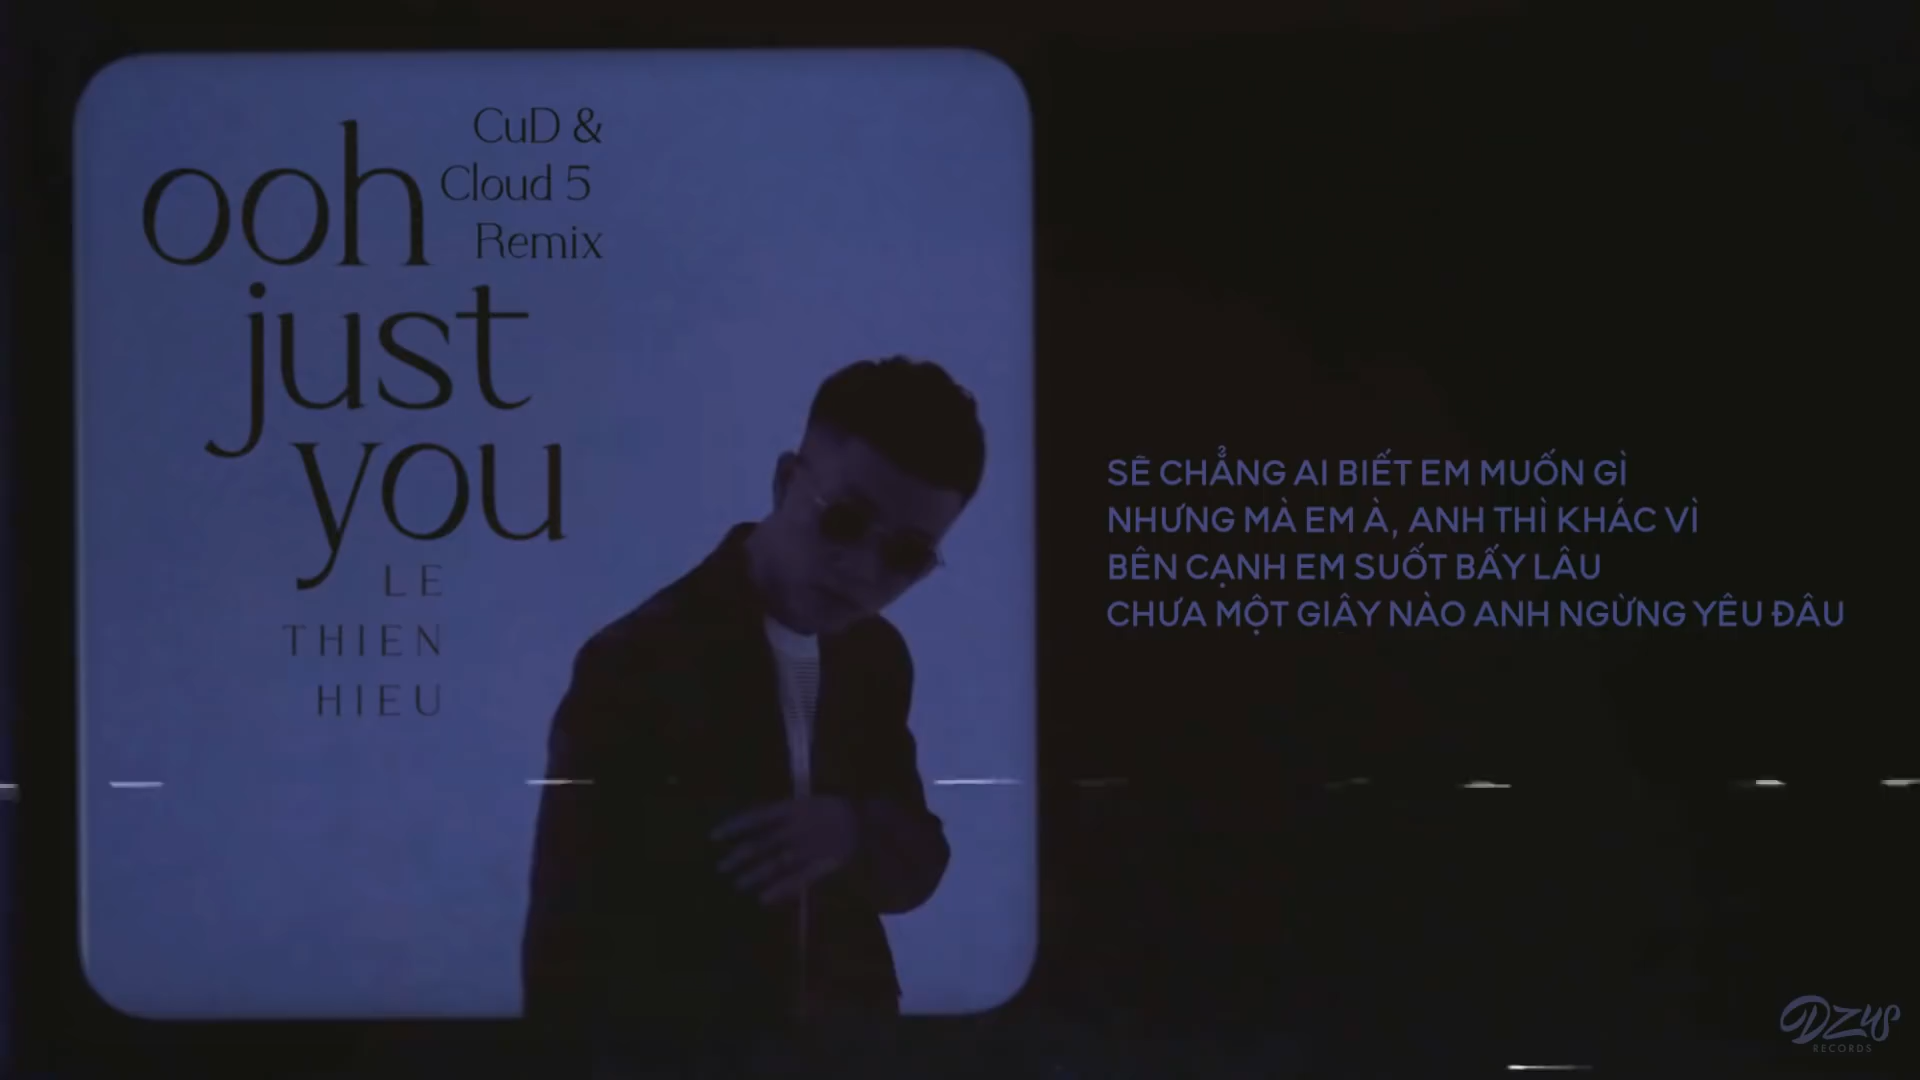 ooh
CuD &
Cloud 5
Remix
just
you
LE
THIEN
HIEU
SẼ CHẲNG AI BIẾT EM MUỐN GÌ
NHƯNG MÀ EM À, ANH THÌ KHÁC VÌ
BÊN CẠNH EM SUỐT BẤY LÂU
CHƯA MỘT GIÂY NÀO ANH NGỪNG YÊU ĐÂU
DZUS
RECORDS